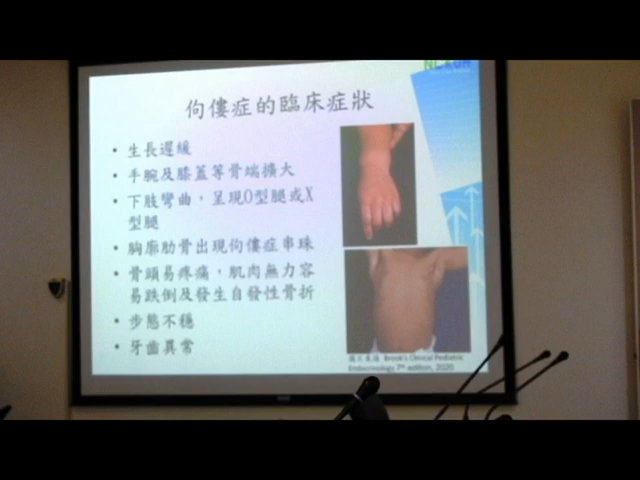 佝僂症的臨床症狀
• 生長遲緩
• 手腕及膝蓋等骨端擴大
• 下肢彎曲，呈現O型腿或X
型腿
• 胸廓肋骨出現佝僂症串珠
• 骨頭易疼痛，肌肉無力容
易跌倒及發生自發性骨折
• 步態不穩
• 牙齒異常
Brook's Clinical Pediatric
Endocrinology 7th edition, 2020